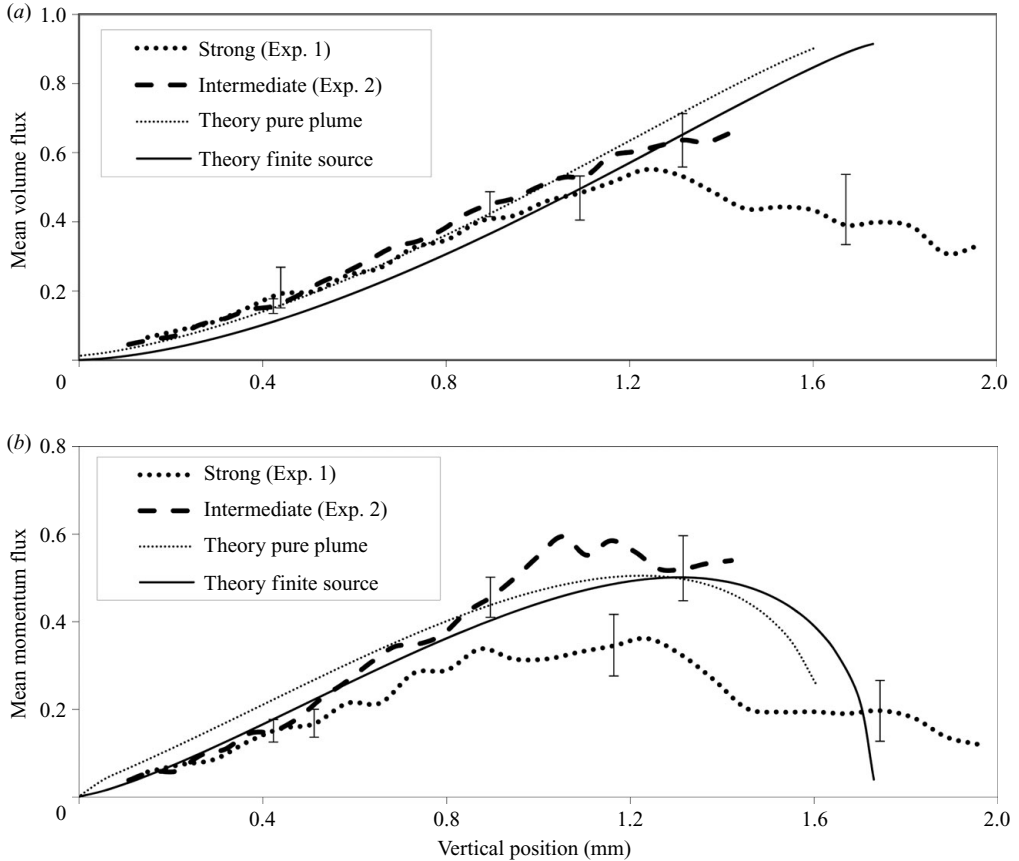 (a)
1.0
0.8
0.6
0.4
0.2
0
Mean volume flux
Strong (Exp. 1)
Intermediate (Exp. 2)
Theory pure plume
Theory finite source
0.4
0.8
1.2
1.6
2.0
(b)
0.8
0.6
0.4
0.2
0
Mean momentum flux
Strong (Exp. 1)
Intermediate (Exp. 2)
Theory pure plume
Theory finite source
0.4
0.8
1.2
1.6
2.0
Vertical position (mm)